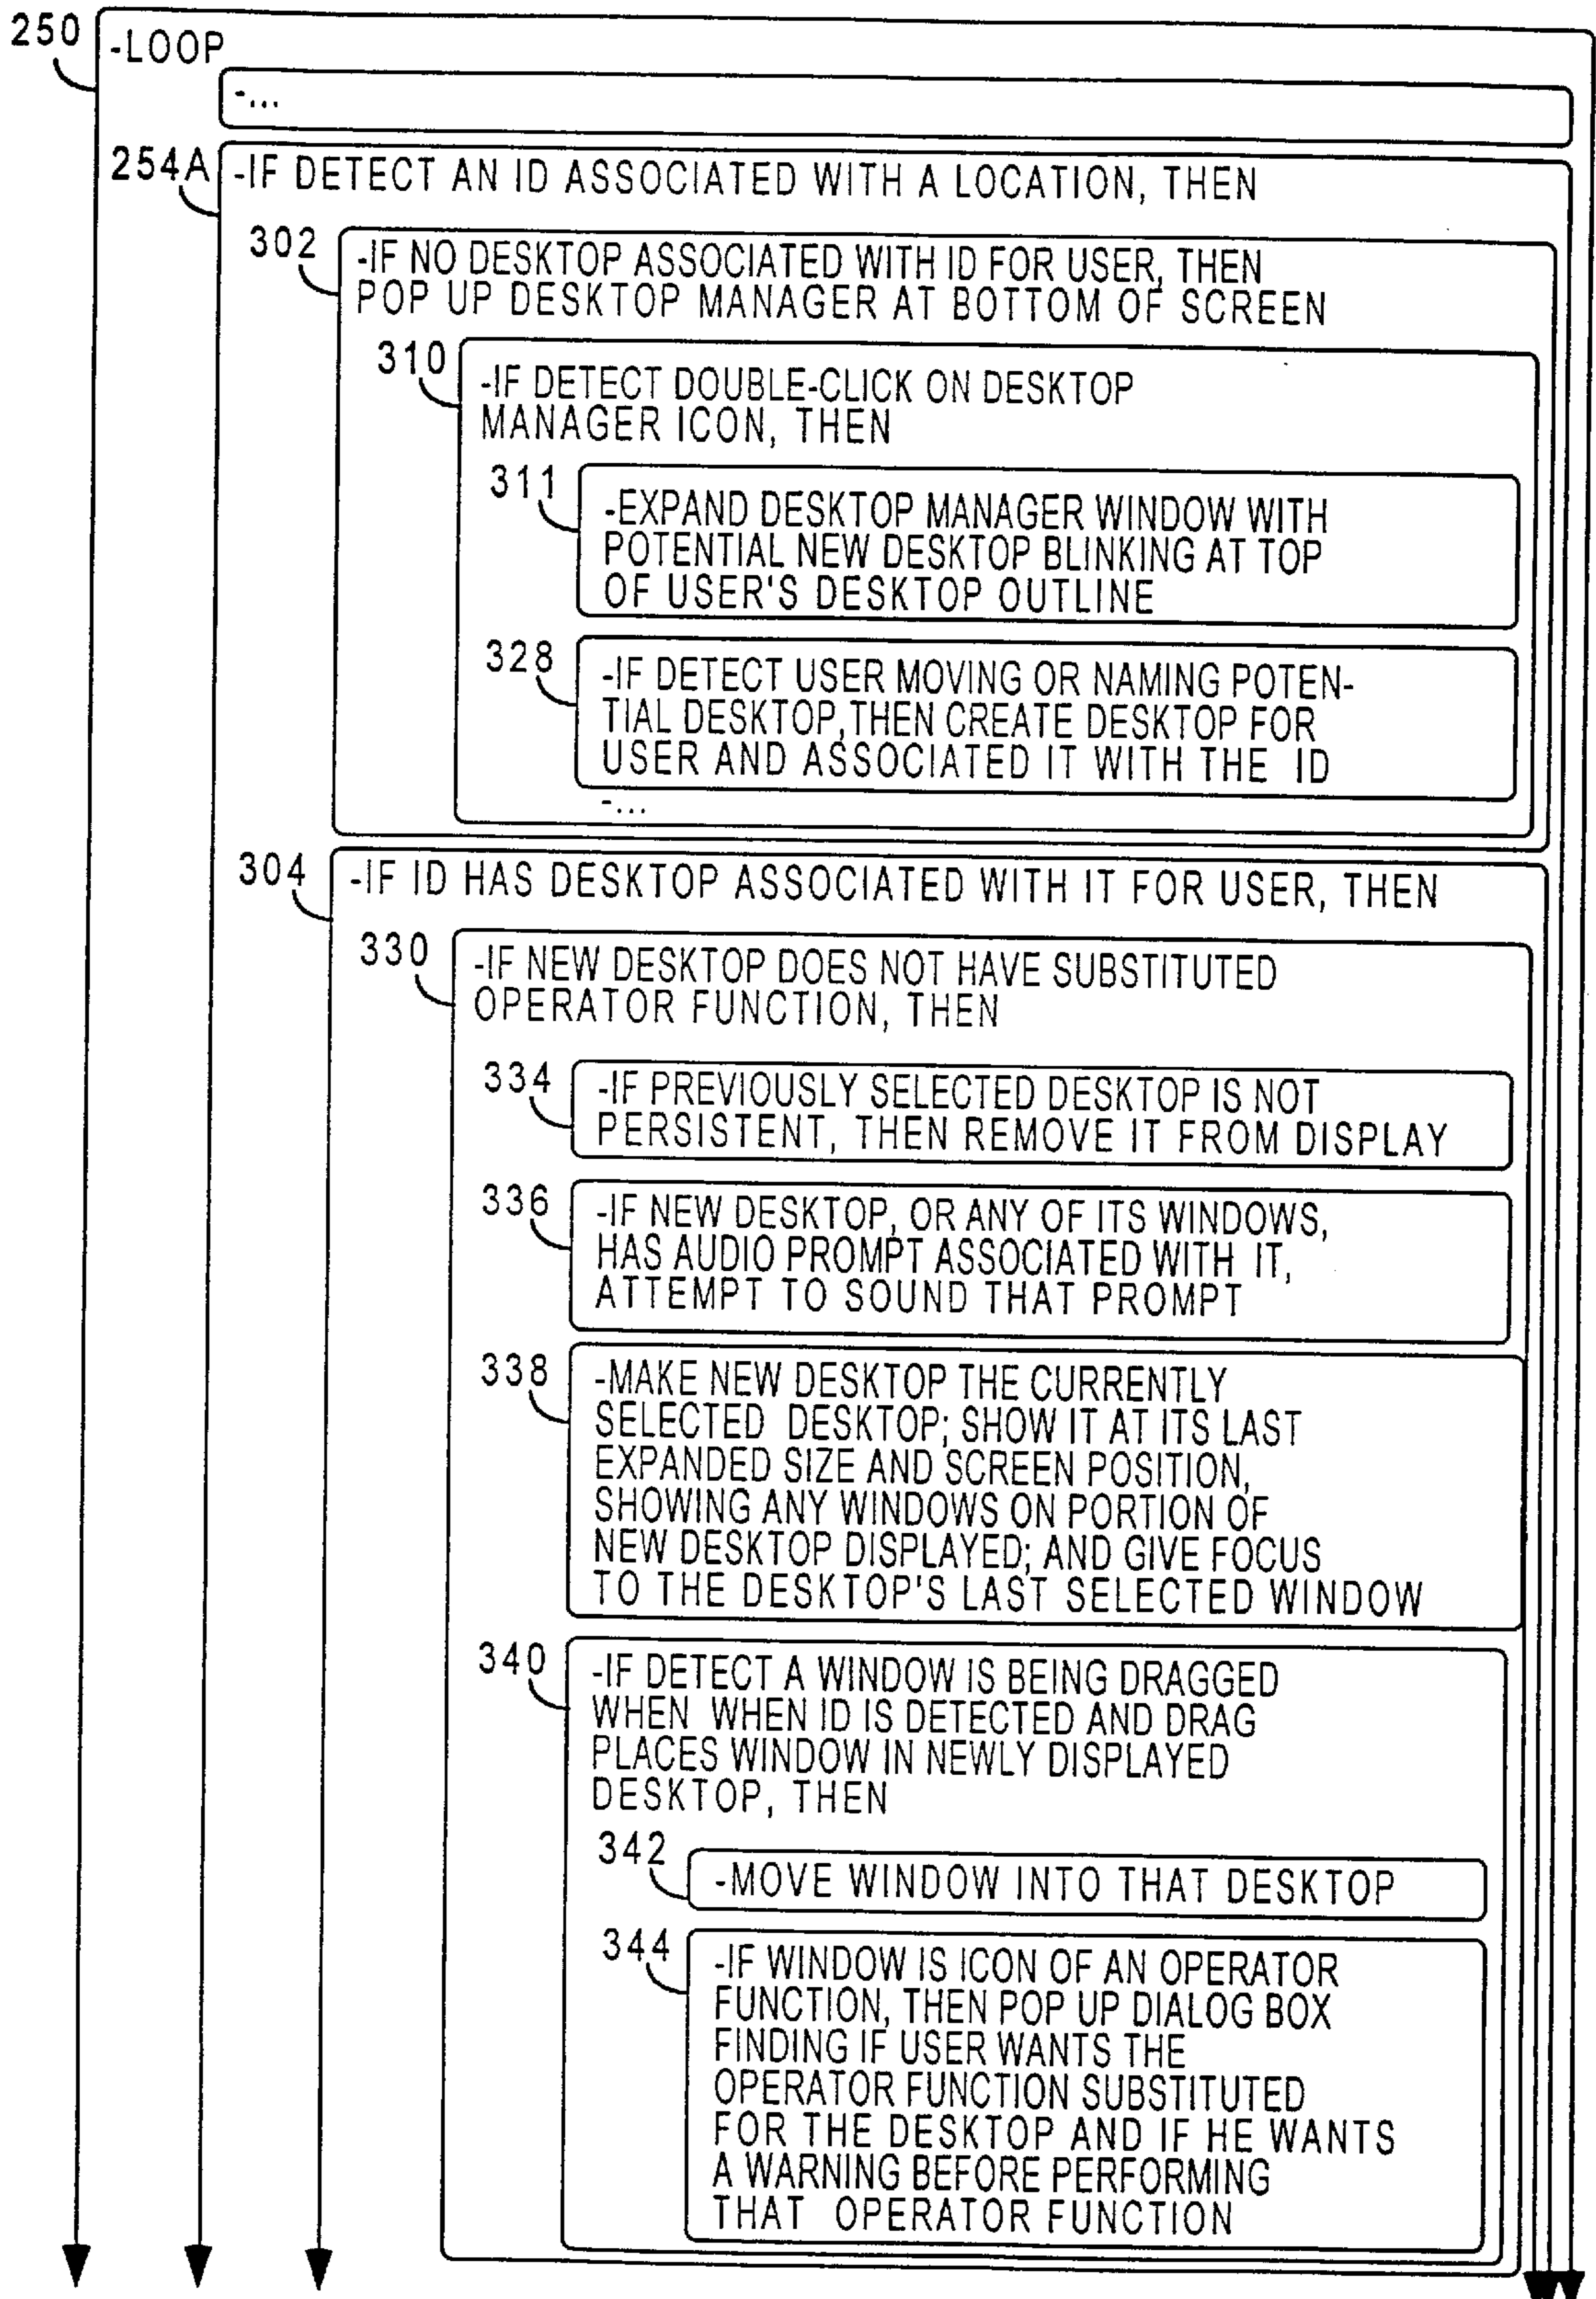 250
-LOOP
-...
254A
-IF DETECT AN ID ASSOCIATED WITH A LOCATION, THEN
302
-IF NO DESKTOP ASSOCIATED WITH ID FOR USER, THEN
POP UP DESKTOP MANAGER AT BOTTOM OF SCREEN
310
-IF DETECT DOUBLE-CLICK ON DESKTOP
MANAGER ICON, THEN
311
-EXPAND DESKTOP MANAGER WINDOW WITH
POTENTIAL NEW DESKTOP BLINKING AT TOP
OF USER'S DESKTOP OUTLINE
328
-IF DETECT USER MOVING OR NAMING POTEN-
TIAL DESKTOP,THEN CREATE DESKTOP FOR
USER AND ASSOCIATED IT WITH THE ID
-...
304
-IF ID HAS DESKTOP ASSOCIATED WITH IT FOR USER, THEN
330
-IF NEW DESKTOP DOES NOT HAVE SUBSTITUTED
OPERATOR FUNCTION, THEN
334
-IF PREVIOUSLY SELECTED DESKTOP IS NOT
PERSISTENT, THEN REMOVE IT FROM DISPLAY
336
-IF NEW DESKTOP, OR ANY OF ITS WINDOWS,
HAS AUDIO PROMPT ASSOCIATED WITH IT,
ATTEMPT TO SOUND THAT PROMPT
338
-MAKE NEW DESKTOP THE CURRENTLY
SELECTED DESKTOP; SHOW IT AT ITS LAST
EXPANDED SIZE AND SCREEN POSITION,
SHOWING ANY WINDOWS ON PORTION OF
NEW DESKTOP DISPLAYED; AND GIVE FOCUS
TO THE DESKTOP'S LAST SELECTED WINDOW
340
-IF DETECT A WINDOW IS BEING DRAGGED
WHEN WHEN ID IS DETECTED AND DRAG
PLACES WINDOW IN NEWLY DISPLAYED
DESKTOP, THEN
342
-MOVE WINDOW INTO THAT DESKTOP
344
-IF WINDOW IS ICON OF AN OPERATOR
FUNCTION, THEN POP UP DIALOG BOX
FINDING IF USER WANTS THE
OPERATOR FUNCTION SUBSTITUTED
FOR THE DESKTOP AND IF HE WANTS
A WARNING BEFORE PERFORMING
THAT OPERATOR FUNCTION